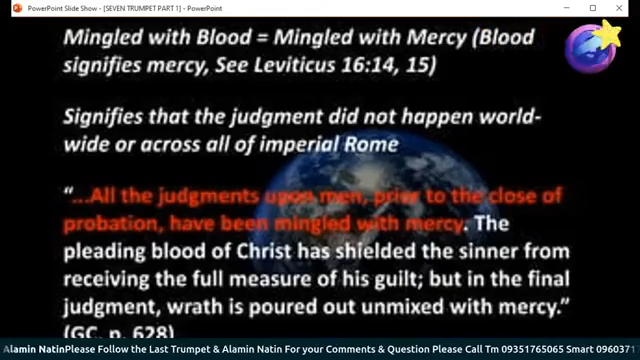 PowerPoint Slide Show - [SEVEN TRUMPET PART 1] - PowerPoint
Mingled with Blood = Mingled with Mercy (Blood
signifies mercy, See Leviticus 16:14, 15)
Signifies that the judgment did not happen world-
wide or across all of imperial Rome
“...All the judgments upon men, prior to the close of
probation, have been mingled with mercy. The
pleading blood of Christ has shielded the sinner from
receiving the full measure of his guilt; but in the final
judgment, wrath is poured out unmixed with mercy.”
(GC, p. 628)
Alamin NatinPlease Follow the Last Trumpet & Alamin Natin For your Comments & Question Please Call Tm 09351765065 Smart 0960371